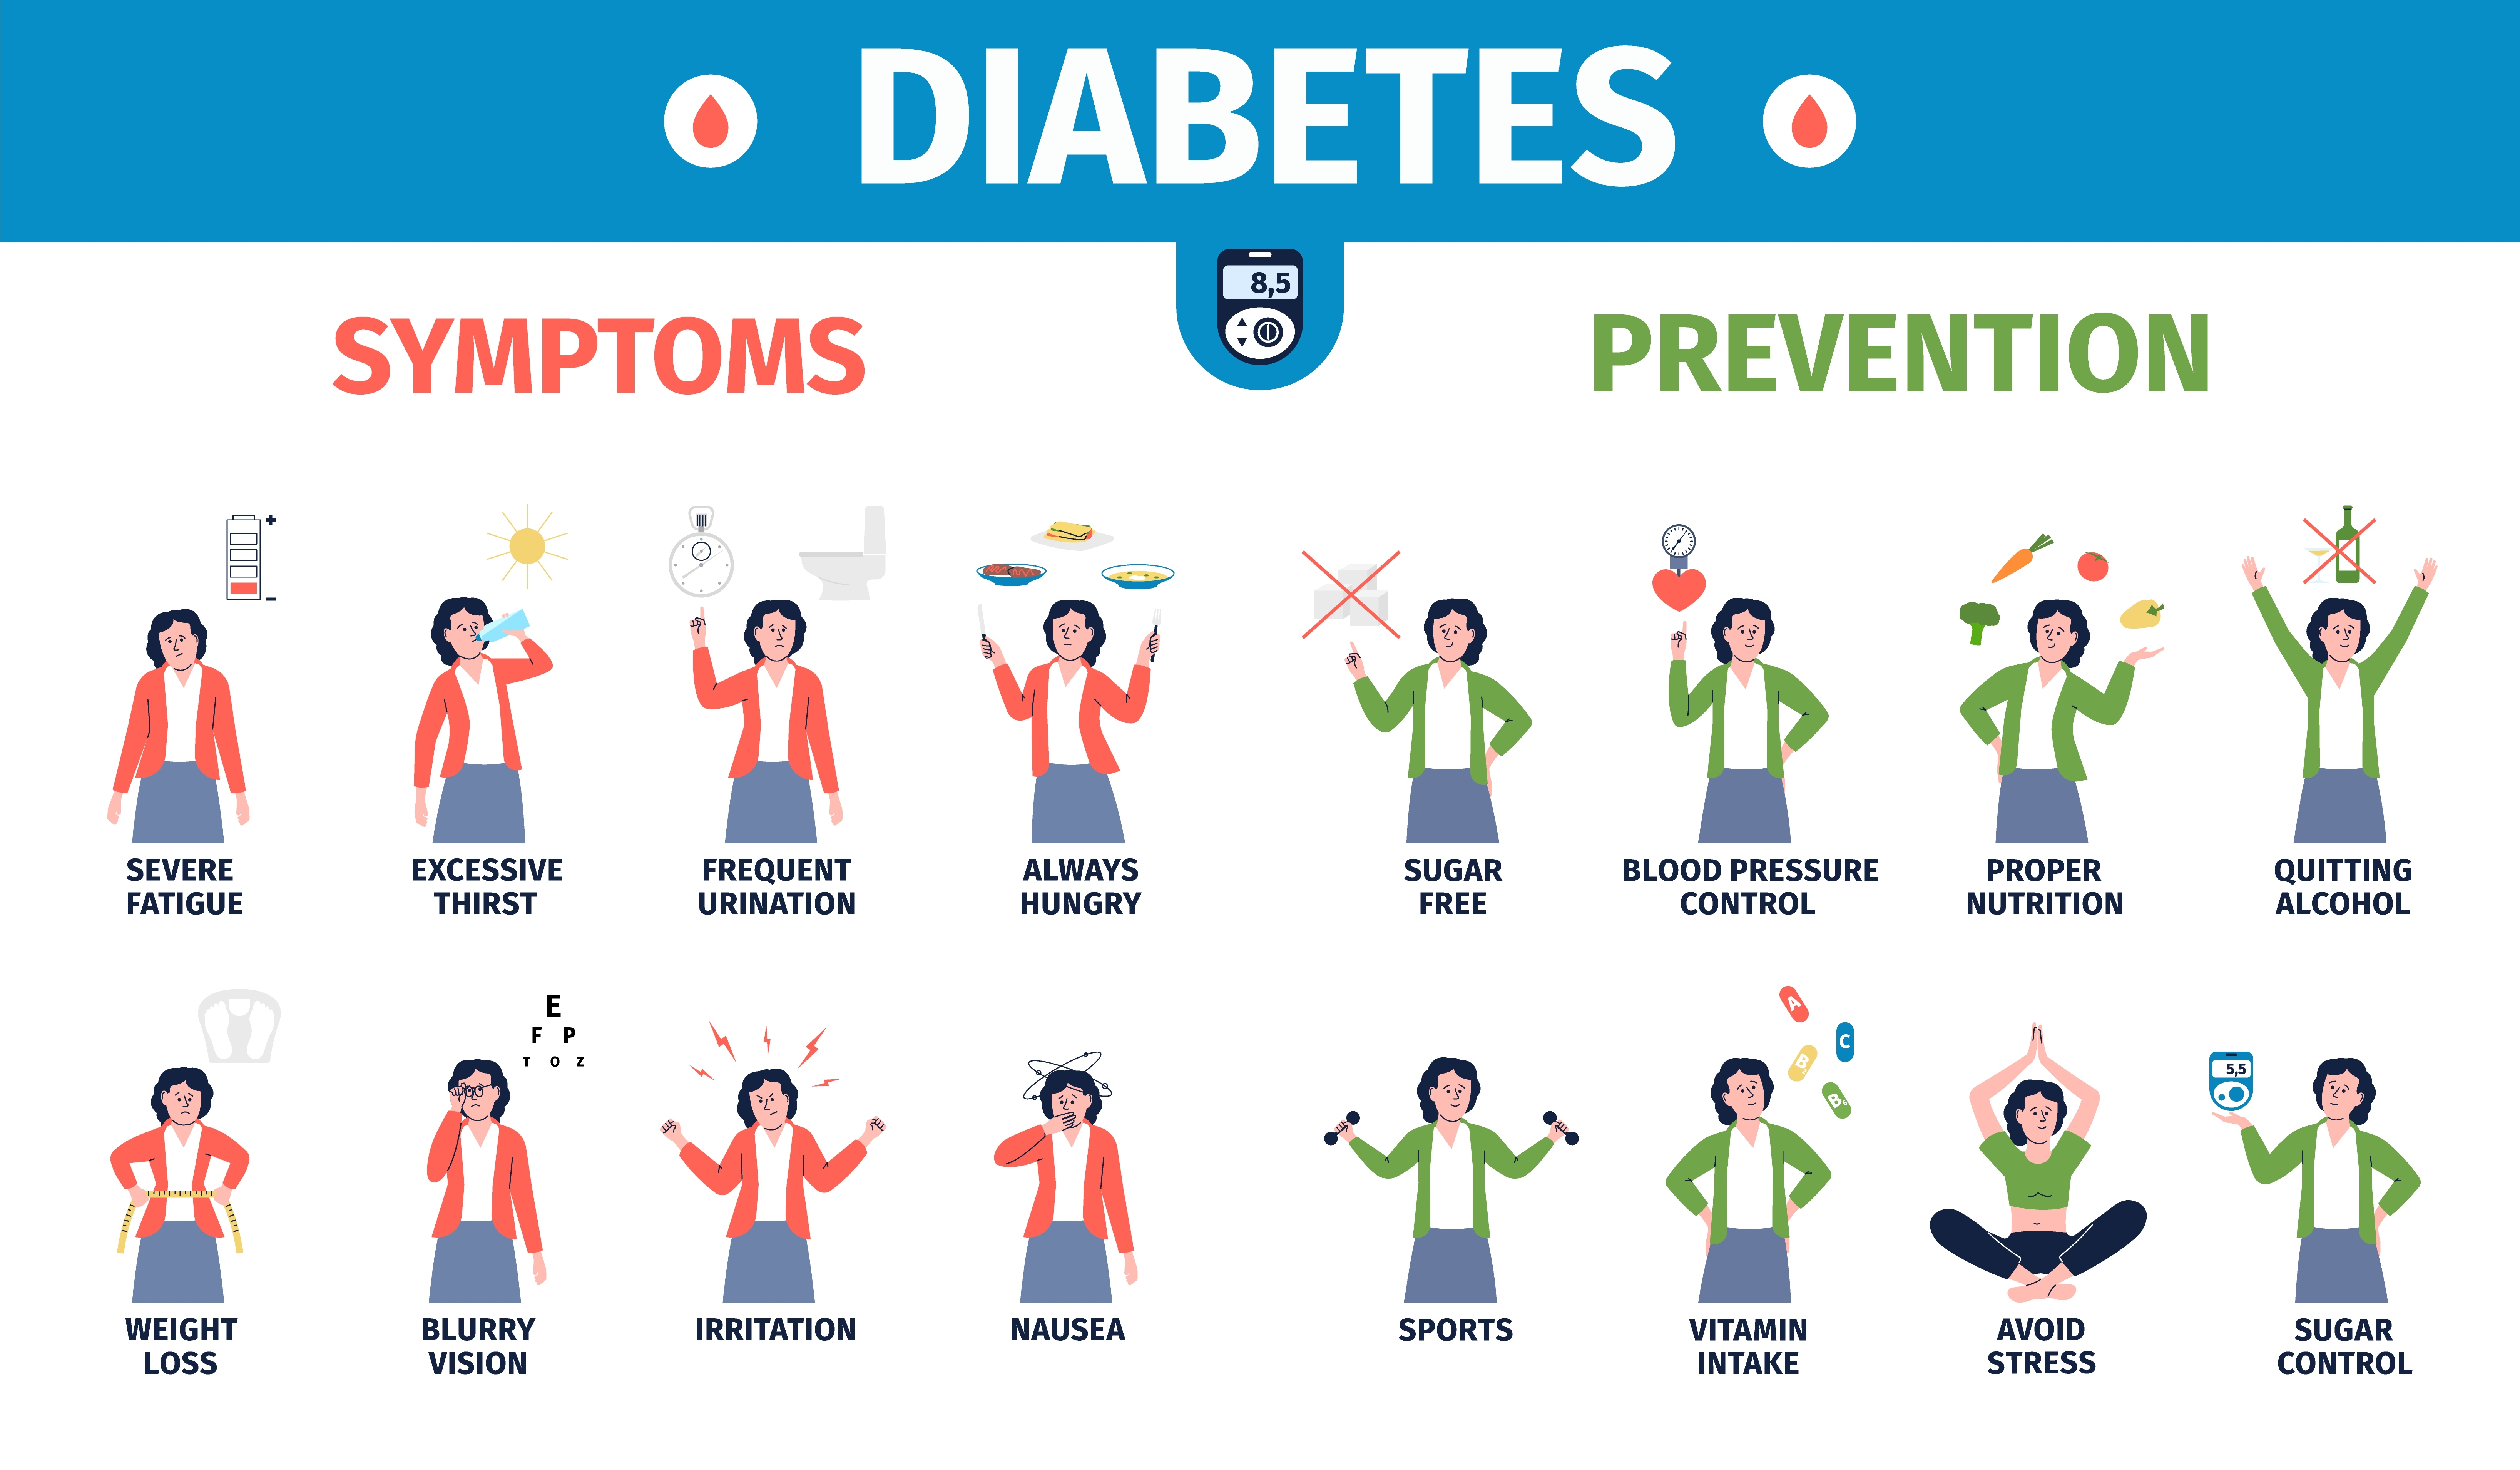 DIABETES
8,5
SYMPTOMS
PREVENTION
+
−
SEVERE
FATIGUE
EXCESSIVE
THIRST
FREQUENT
URINATION
ALWAYS
HUNGRY
SUGAR
FREE
BLOOD PRESSURE
CONTROL
PROPER
NUTRITION
QUITTING
ALCOHOL
E
F P
T O Z
WEIGHT
LOSS
BLURRY
VISION
IRRITATION
NAUSEA
SPORTS
A
C
B
B
VITAMIN
INTAKE
AVOID
STRESS
5,5
SUGAR
CONTROL